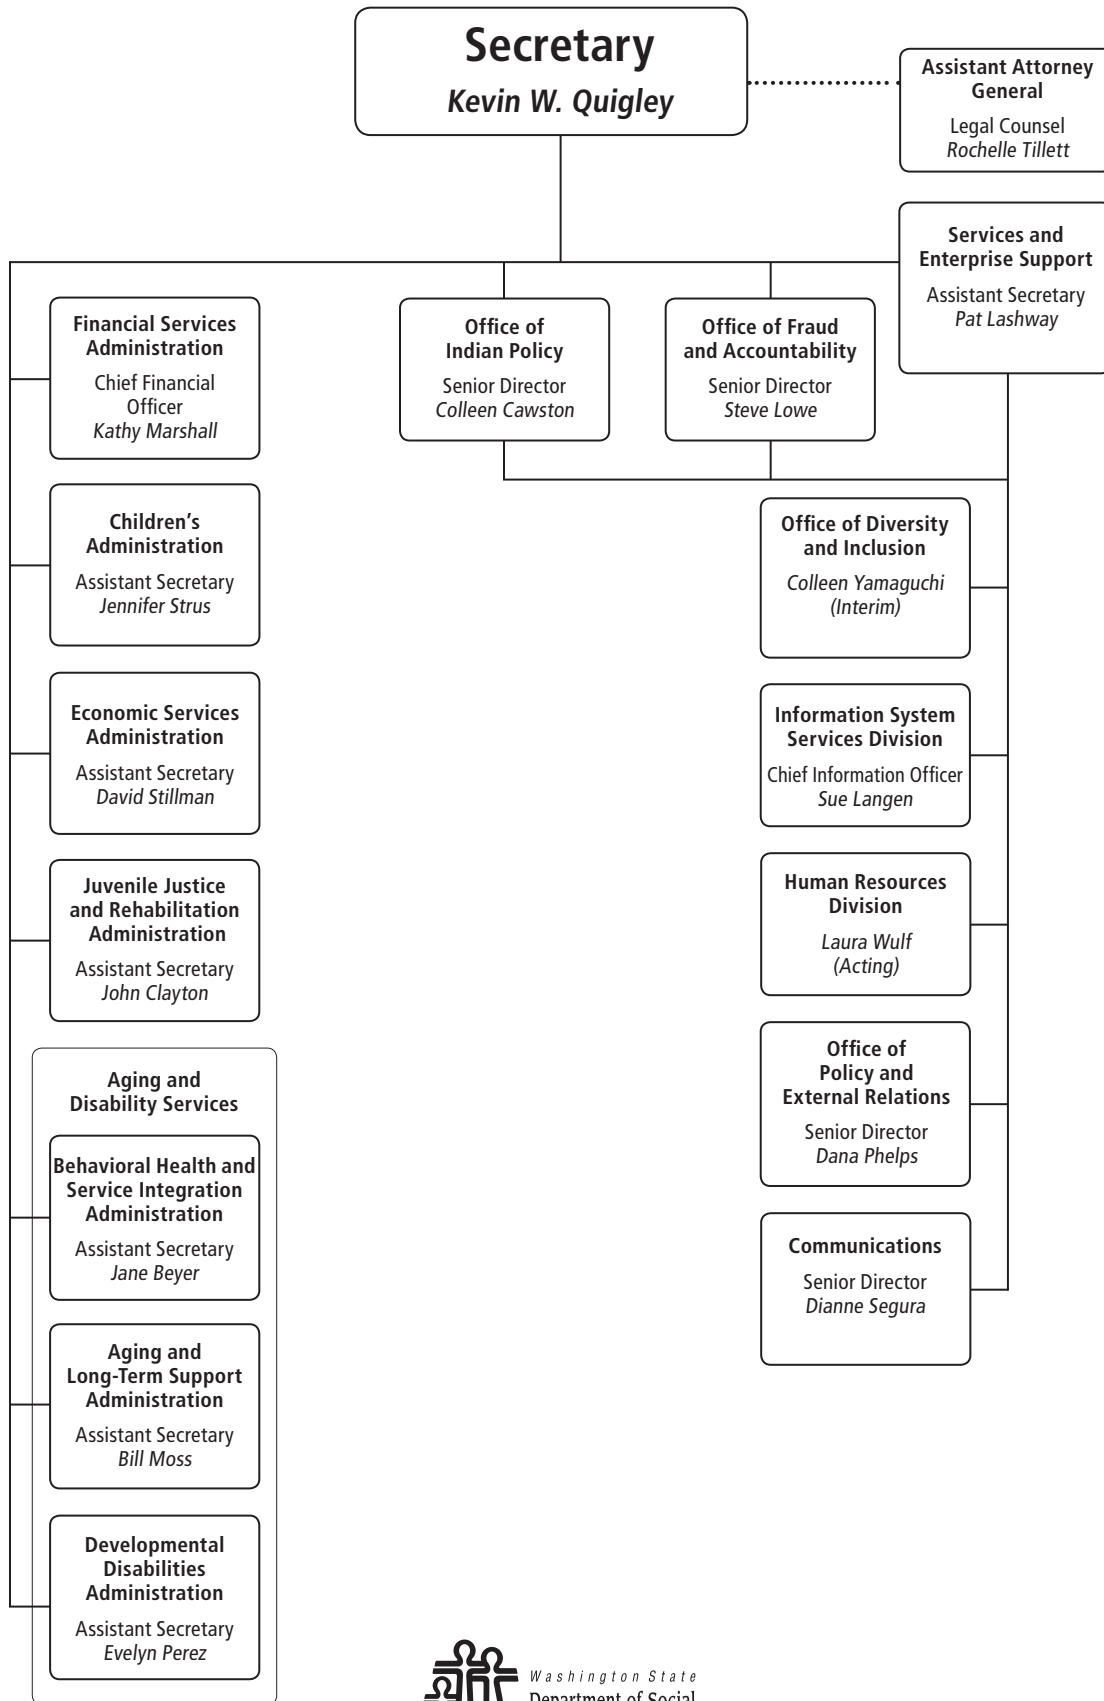 Secretary
Kevin W. Quigley
Assistant Attorney
General
Legal Counsel
Rochelle Tillett
Services and
Enterprise Support
Assistant Secretary
Pat Lashway
Financial Services
Administration
Chief Financial
Officer
Kathy Marshall
Office of
Indian Policy
Senior Director
Colleen Cawston
Office of Fraud
and Accountability
Senior Director
Steve Lowe
Children's
Administration
Assistant Secretary
Jennifer Strus
Economic Services
Administration
Assistant Secretary
David Stillman
Juvenile Justice
and Rehabilitation
Administration
Assistant Secretary
John Clayton
Aging and
Disability Services
Behavioral Health and
Service Integration
Administration
Assistant Secretary
Jane Beyer
Aging and
Long-Term Support
Administration
Assistant Secretary
Bill Moss
Developmental
Disabilities
Administration
Assistant Secretary
Evelyn Perez
Office of Diversity
and Inclusion
Colleen Yamaguchi
(Interim)
Information System
Services Division
Chief Information Officer
Sue Langen
Human Resources
Division
Laura Wulf
(Acting)
Office of
Policy and
External Relations
Senior Director
Dana Phelps
Communications
Senior Director
Dianne Segura
Washington State
Department of Social